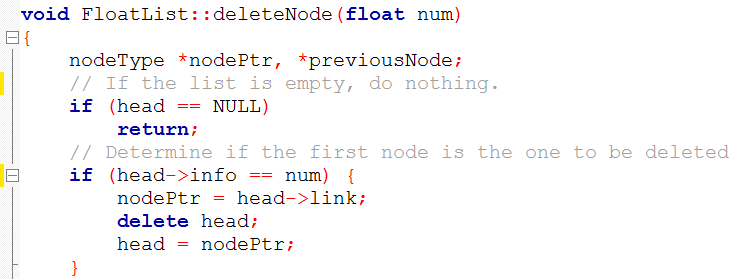 void FloatList::deleteNode(float num)
{
    nodeType *nodePtr, *previousNode;
    // If the list is empty, do nothing.
    if (head == NULL)
        return;
    // Determine if the first node is the one to be deleted
    if (head->info == num) {
        nodePtr = head->link;
        delete head;
        head = nodePtr;
    }